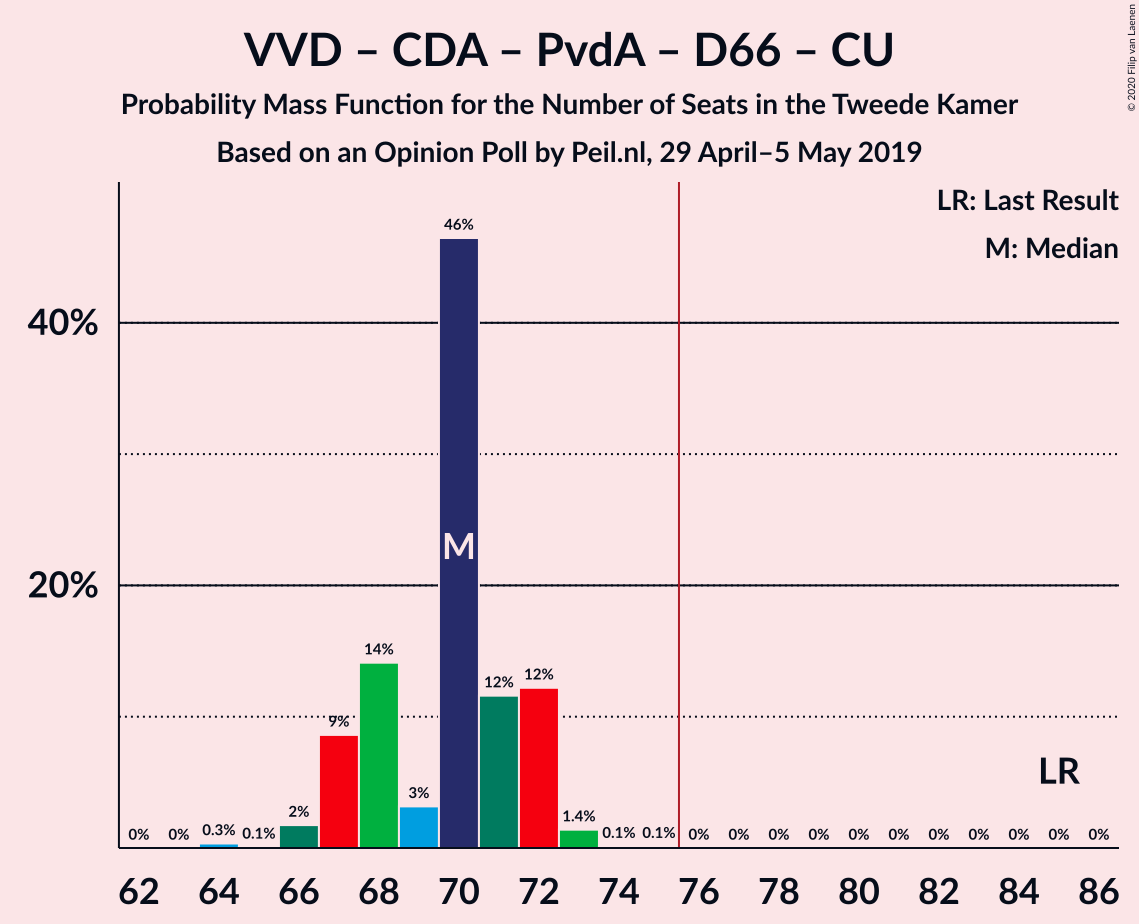 VVD – CDA – PvdA – D66 – CU
Probability Mass Function for the Number of Seats in the Tweede Kamer
Based on an Opinion Poll by Peil.nl, 29 April–5 May 2019
© 2020 Filip van Laenen
LR: Last Result
M: Median
40%
20%
0% 0% 0.3% 0.1% 2% 9% 14% 3% 46% 12% 12% 1.4% 0.1% 0.1% 0% 0% 0% 0% 0% 0% 0% 0% 0% 0% 0%
M
LR
62 64 66 68 70 72 74 76 78 80 82 84 86